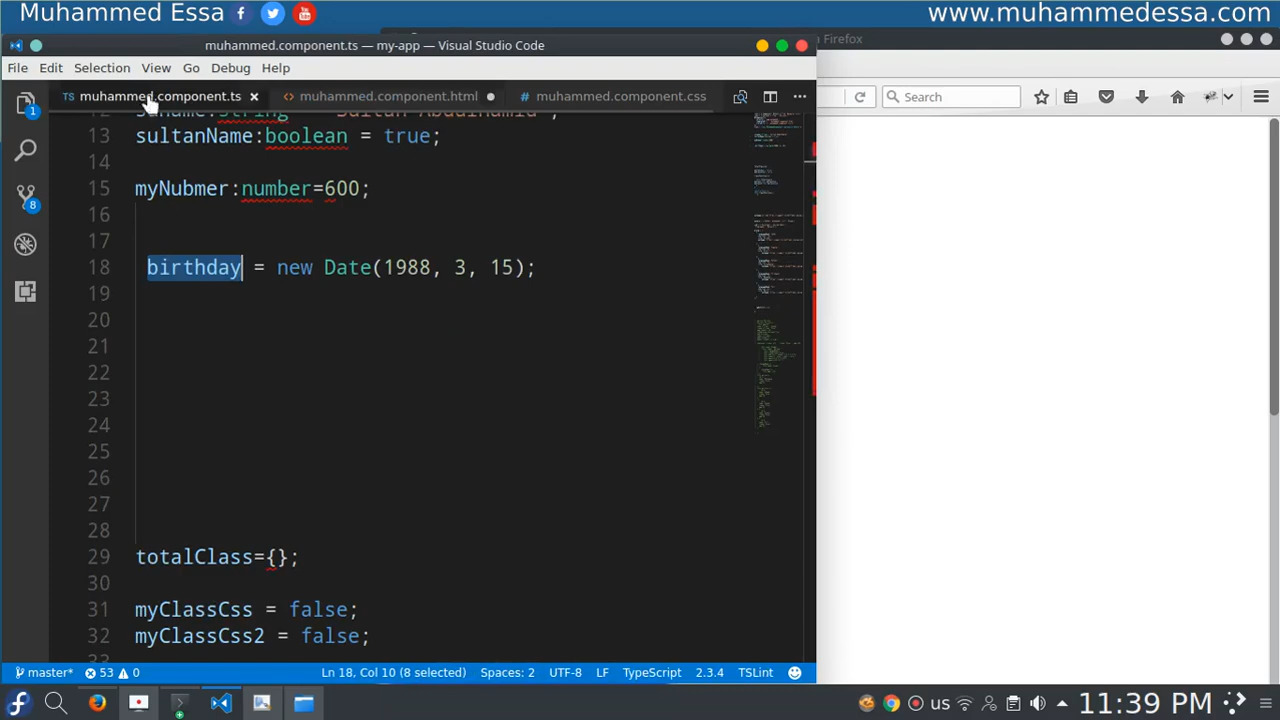 Muhammed Essa
www.muhammedessa.com
muhammed.component.ts — my-app — Visual Studio Code
Firefox
File Edit Selection View Go Debug Help
TS muhammed.component.ts
<> muhammed.component.html
# muhammed.component.css
Search
13 sultanName:boolean = true;
14
15 myNubmer:number=600;
16
17
18 birthday = new Date(1988, 3, 15);
19
20
21
22
23
24
25
26
27
28
29 totalClass={};
30
31 myClassCss = false;
32 myClassCss2 = false;
1
8
master* 53 0 Ln 18, Col 10 (8 selected) Spaces: 2 UTF-8 LF TypeScript 2.3.4 TSLint
us 11:39 PM